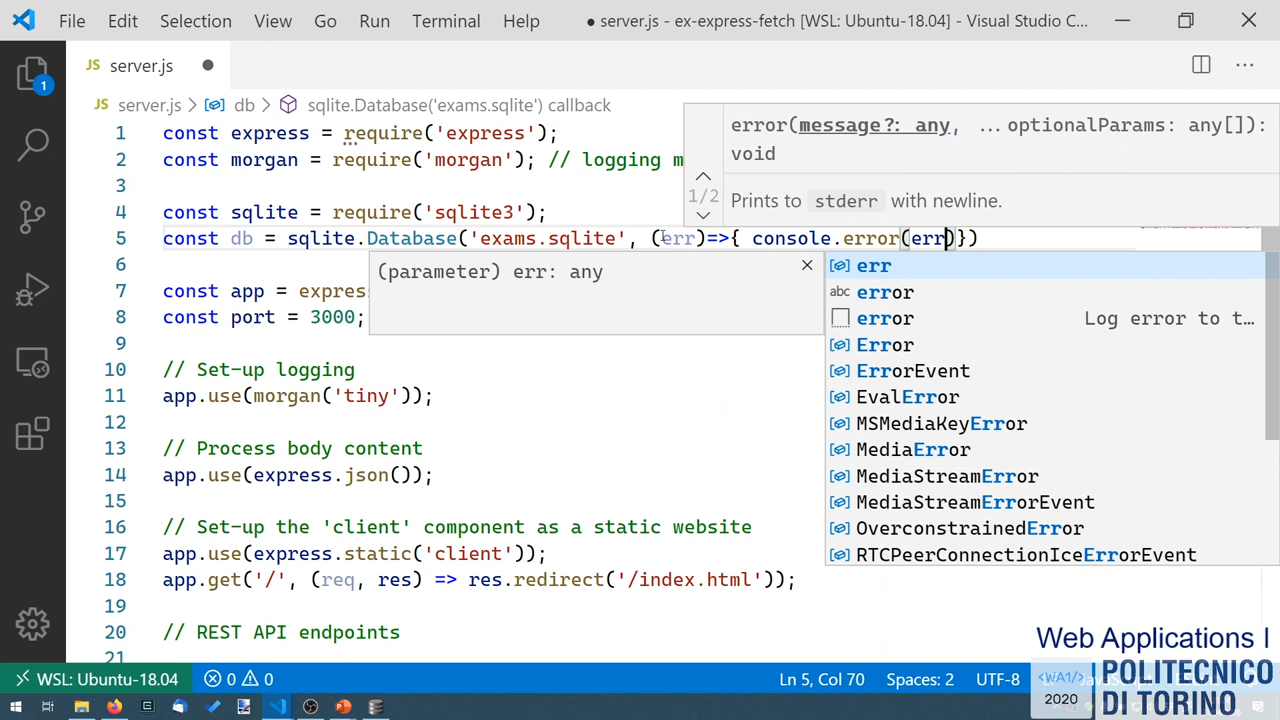 File Edit Selection View Go Run Terminal Help ● server.js - ex-express-fetch [WSL: Ubuntu-18.04] - Visual Studio C...
JS server.js ●
JS server.js > db > sqlite.Database('exams.sqlite') callback
1
1 const express = require('express');
2 const morgan = require('morgan'); // logging m
3
4 const sqlite = require('sqlite3');
5 const db = sqlite.Database('exams.sqlite', (err)=>{ console.error(err)})
6
7 const app = express
8 const port = 3000;
9
10 // Set-up logging
11 app.use(morgan('tiny'));
12
13 // Process body content
14 app.use(express.json());
15
16 // Set-up the 'client' component as a static website
17 app.use(express.static('client'));
18 app.get('/', (req, res) => res.redirect('/index.html'));
19
20 // REST API endpoints
21
error(message?: any, ...optionalParams: any[]):
void
1/2
Prints to stderr with newline.
(parameter) err: any
err
abc error
error Log error to t...
Error
ErrorEvent
EvalError
MSMediaKeyError
MediaError
MediaStreamError
MediaStreamErrorEvent
OverconstrainedError
RTCPeerConnectionIceErrorEvent
WSL: Ubuntu-18.04 0 0 Ln 5, Col 70 Spaces: 2 UTF-8
Web Applications I
<WA1/>
2020
POLITECNICO
DI TORINO